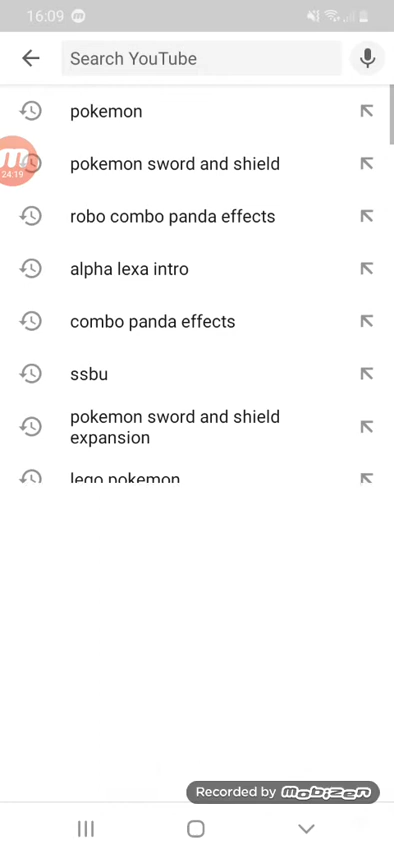 16:09
Search YouTube
pokemon
24:19
pokemon sword and shield
robo combo panda effects
alpha lexa intro
combo panda effects
ssbu
pokemon sword and shield
expansion
lego pokemon
Recorded by mobizen